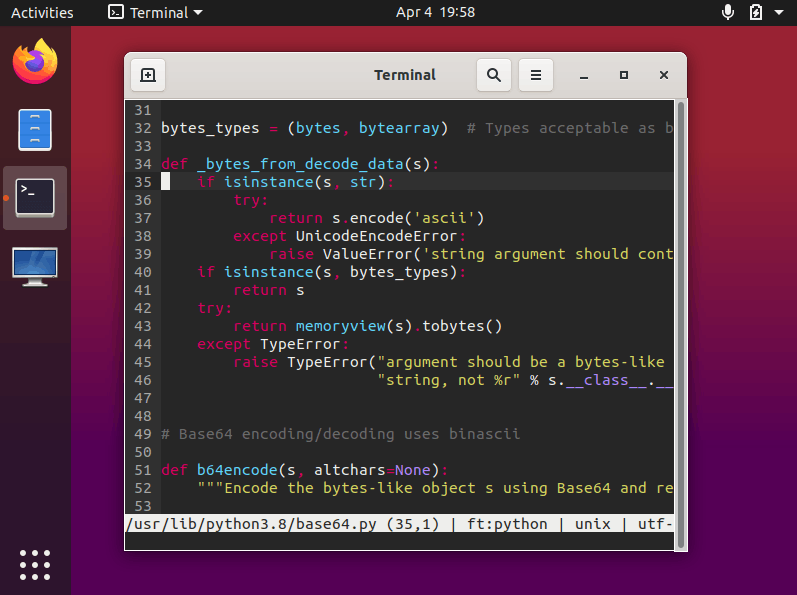 Activities Terminal Apr 4 19:58
Terminal
31
32 bytes_types = (bytes, bytearray)  # Types acceptable as b
33
34 def _bytes_from_decode_data(s):
35     if isinstance(s, str):
36         try:
37             return s.encode('ascii')
38         except UnicodeEncodeError:
39             raise ValueError('string argument should cont
40     if isinstance(s, bytes_types):
41         return s
42     try:
43         return memoryview(s).tobytes()
44     except TypeError:
45         raise TypeError("argument should be a bytes-like
46                         "string, not %r" % s.__class__.__
47
48
49 # Base64 encoding/decoding uses binascii
50
51 def b64encode(s, altchars=None):
52     """Encode the bytes-like object s using Base64 and re
53
/usr/lib/python3.8/base64.py (35,1) | ft:python | unix | utf-